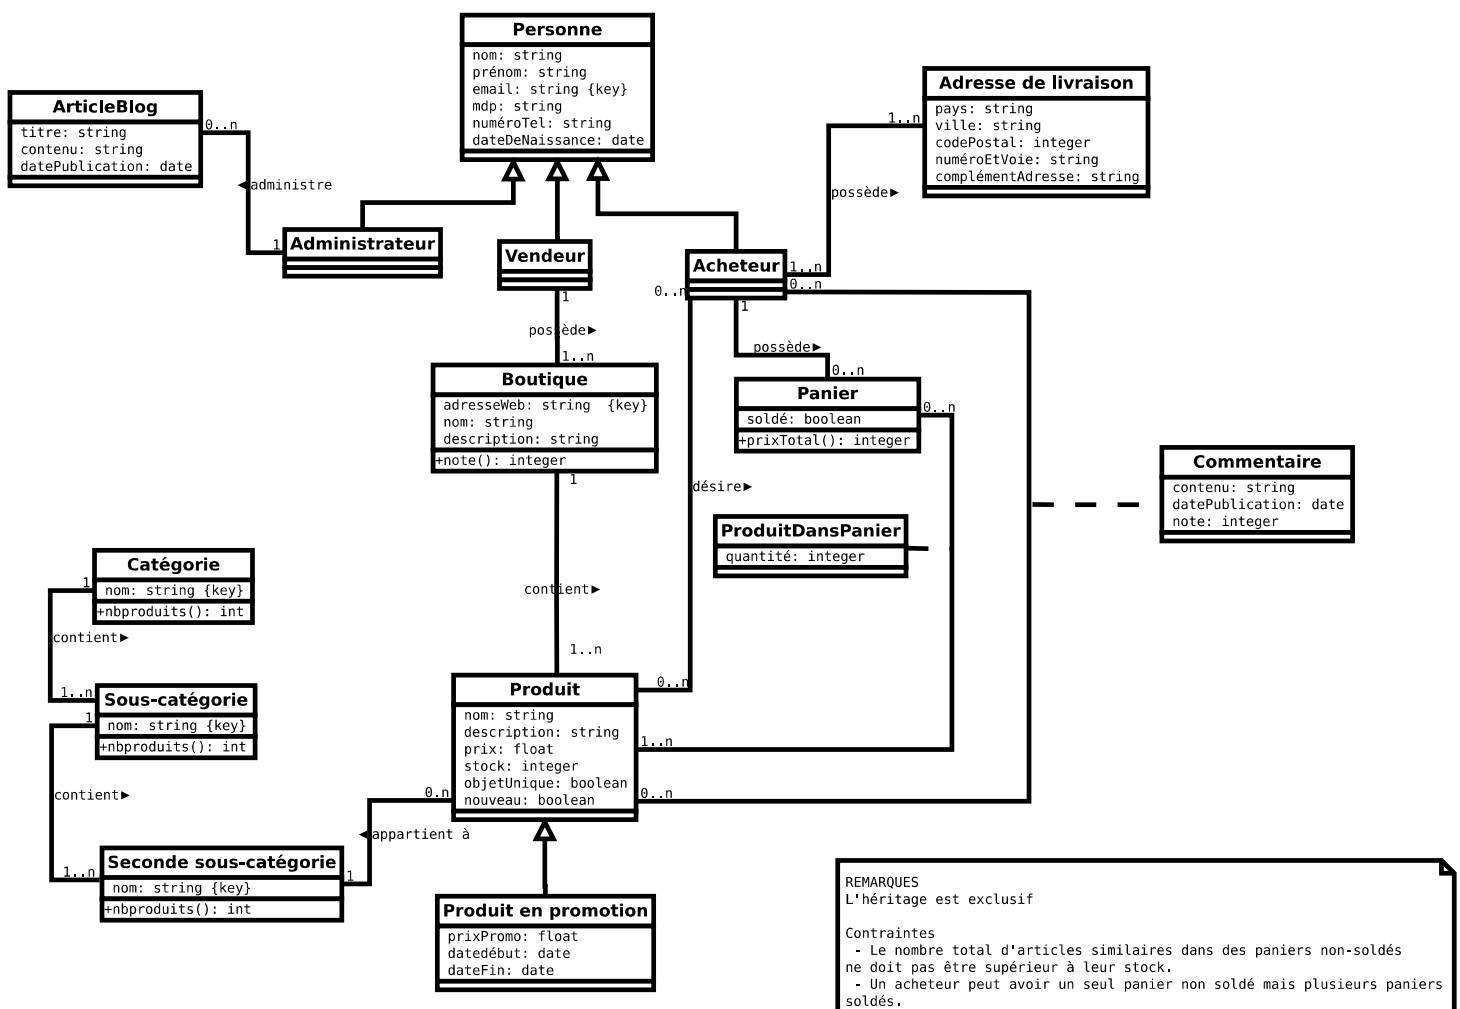 Personne
nom: string
prénom: string
email: string {key}
mdp: string
numéroTel: string
dateDeNaissance: date
ArticleBlog
titre: string
contenu: string
datePublication: date
0..n
◄administre
1
Administrateur
Vendeur
1
possède►
1..n
Acheteur
1..n
0..n
0..n
1
Adresse de livraison
pays: string
ville: string
codePostal: integer
numéroEtVoie: string
complémentAdresse: string
1..n
possède►
possède►
0..n
Boutique
adresseWeb: string  {key}
nom: string
description: string
+note(): integer
1
contient►
1..n
Panier
soldé: boolean
+prixTotal(): integer
0..n
désire►
ProduitDansPanier
quantité: integer
Commentaire
contenu: string
datePublication: date
note: integer
Catégorie
nom: string {key}
+nbproduits(): int
1
contient►
1..n
Sous-catégorie
nom: string {key}
+nbproduits(): int
1
contient►
1..n
Seconde sous-catégorie
nom: string {key}
+nbproduits(): int
1
◄appartient à
0.n
Produit
nom: string
description: string
prix: float
stock: integer
objetUnique: boolean
nouveau: boolean
0..n
1..n
0..n
Produit en promotion
prixPromo: float
datedébut: date
dateFin: date
REMARQUES
L'héritage est exclusif
Contraintes
- Le nombre total d'articles similaires dans des paniers non-soldés
ne doit pas être supérieur à leur stock.
- Un acheteur peut avoir un seul panier non soldé mais plusieurs paniers
soldés.